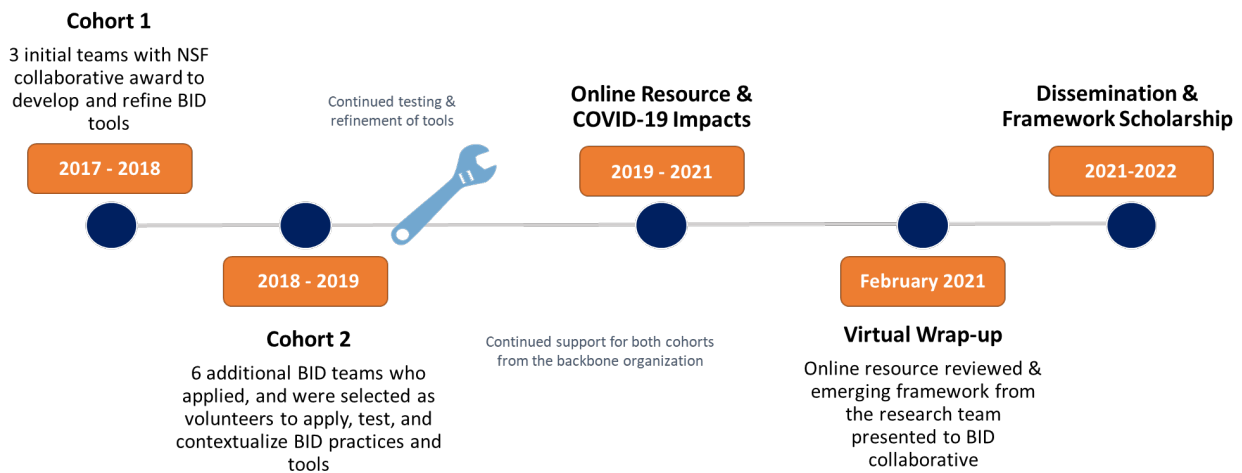 Cohort 1
3 initial teams with NSF
collaborative award to
develop and refine BID
tools
2017 - 2018
2018 - 2019
Cohort 2
6 additional BID teams who
applied, and were selected as
volunteers to apply, test, and
contextualize BID practices and
tools
Continued testing &
refinement of tools
Continued support for both cohorts
from the backbone organization
Online Resource &
COVID-19 Impacts
2019 - 2021
February 2021
Virtual Wrap-up
Online resource reviewed &
emerging framework from
the research team
presented to BID
collaborative
Dissemination &
Framework Scholarship
2021-2022